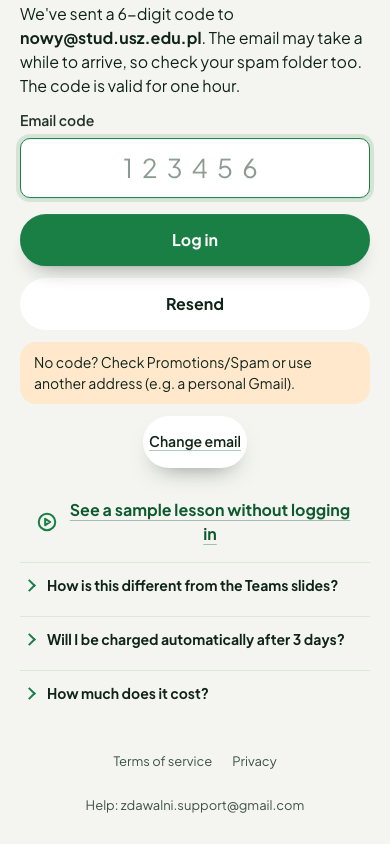 We've sent a 6–digit code to
nowy@stud.usz.edu.pl. The email may take a
while to arrive, so check your spam folder too.
The code is valid for one hour.
Email code
1 2 3 4 5 6
Log in
Resend
No code? Check Promotions/Spam or use
another address (e.g. a personal Gmail).
Change email
See a sample lesson without logging
in
How is this different from the Teams slides?
Will I be charged automatically after 3 days?
How much does it cost?
Terms of service Privacy
Help: zdawalni.support@gmail.com